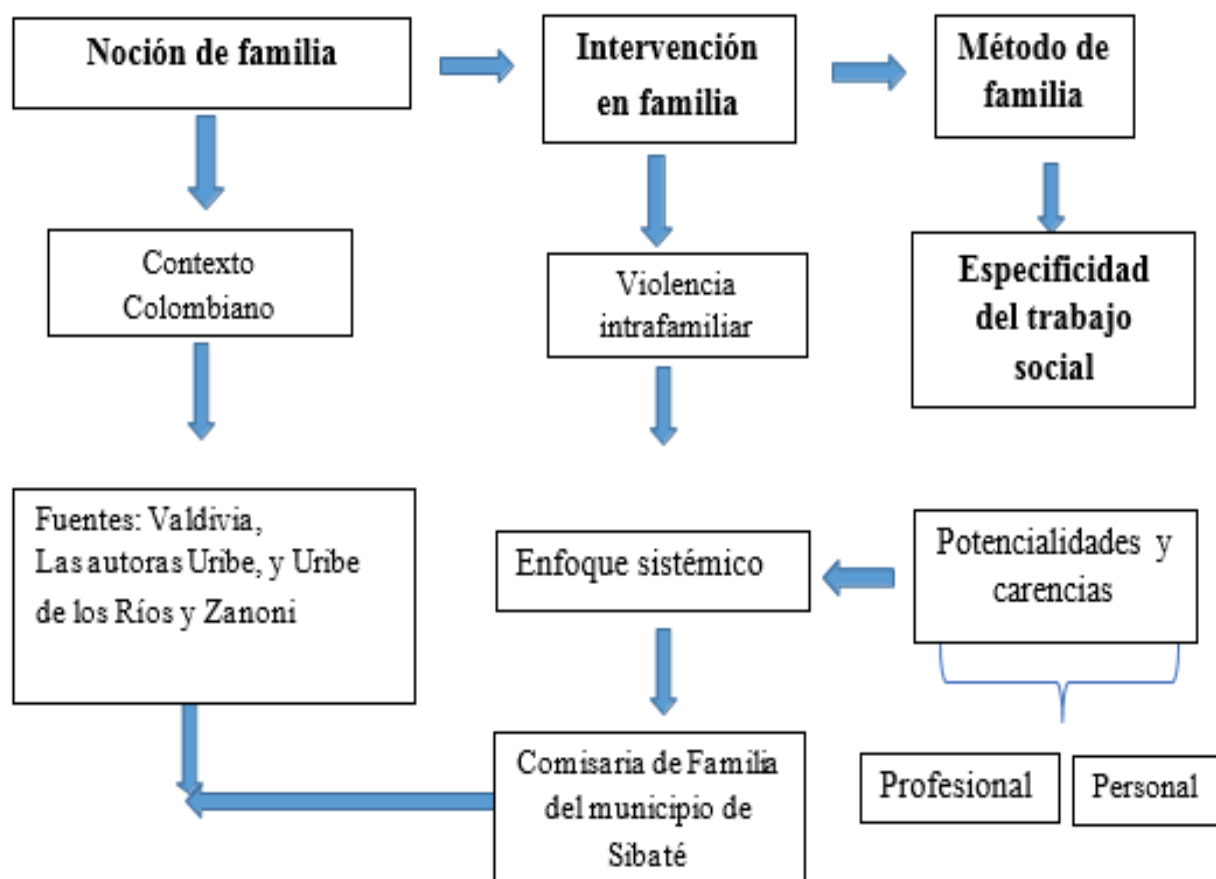 Noción de familia
Intervención
en familia
Método de
familia
Contexto
Colombiano
Violencia
intrafamiliar
Especificidad
del trabajo
social
Fuentes: Valdivia,
Las autoras Uribe, y Uribe
de los Ríos y Zanoni
Enfoque sistémico
Potencialidades y
carencias
Comisaria de Familia
del municipio de
Sibaté
Profesional
Personal